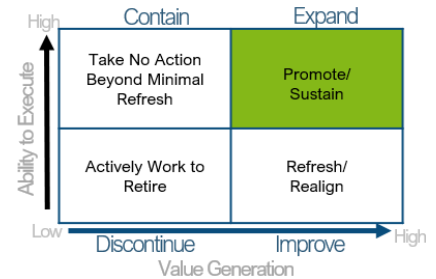 Contain
Expand
High
Take No Action
Beyond Minimal
Refresh
Promote/
Sustain
Ability to Execute
Actively Work to
Retire
Refresh/
Realign
Low
High
Discontinue
Improve
Value Generation